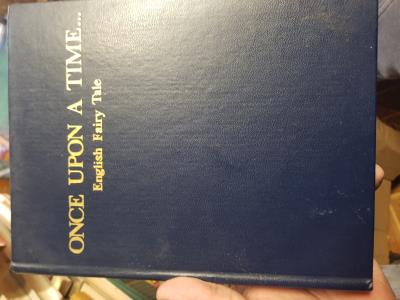 ONCE UPON A TIME....
English Fairy Tale